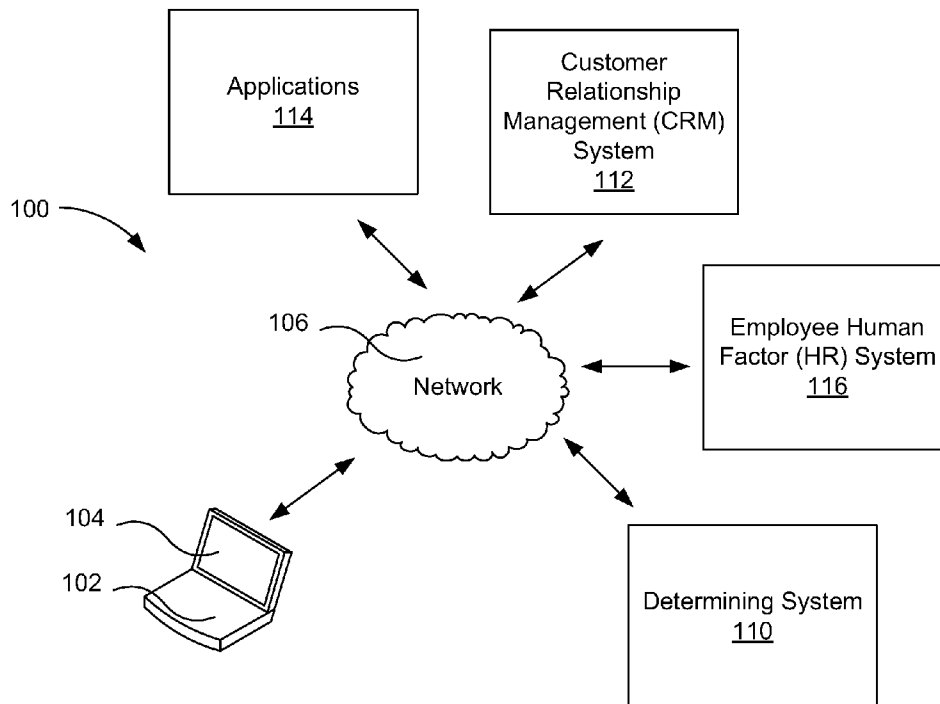 Applications
114
Customer
Relationship
Management (CRM)
System
112
100
106
Network
Employee Human
Factor (HR) System
116
104
102
Determining System
110